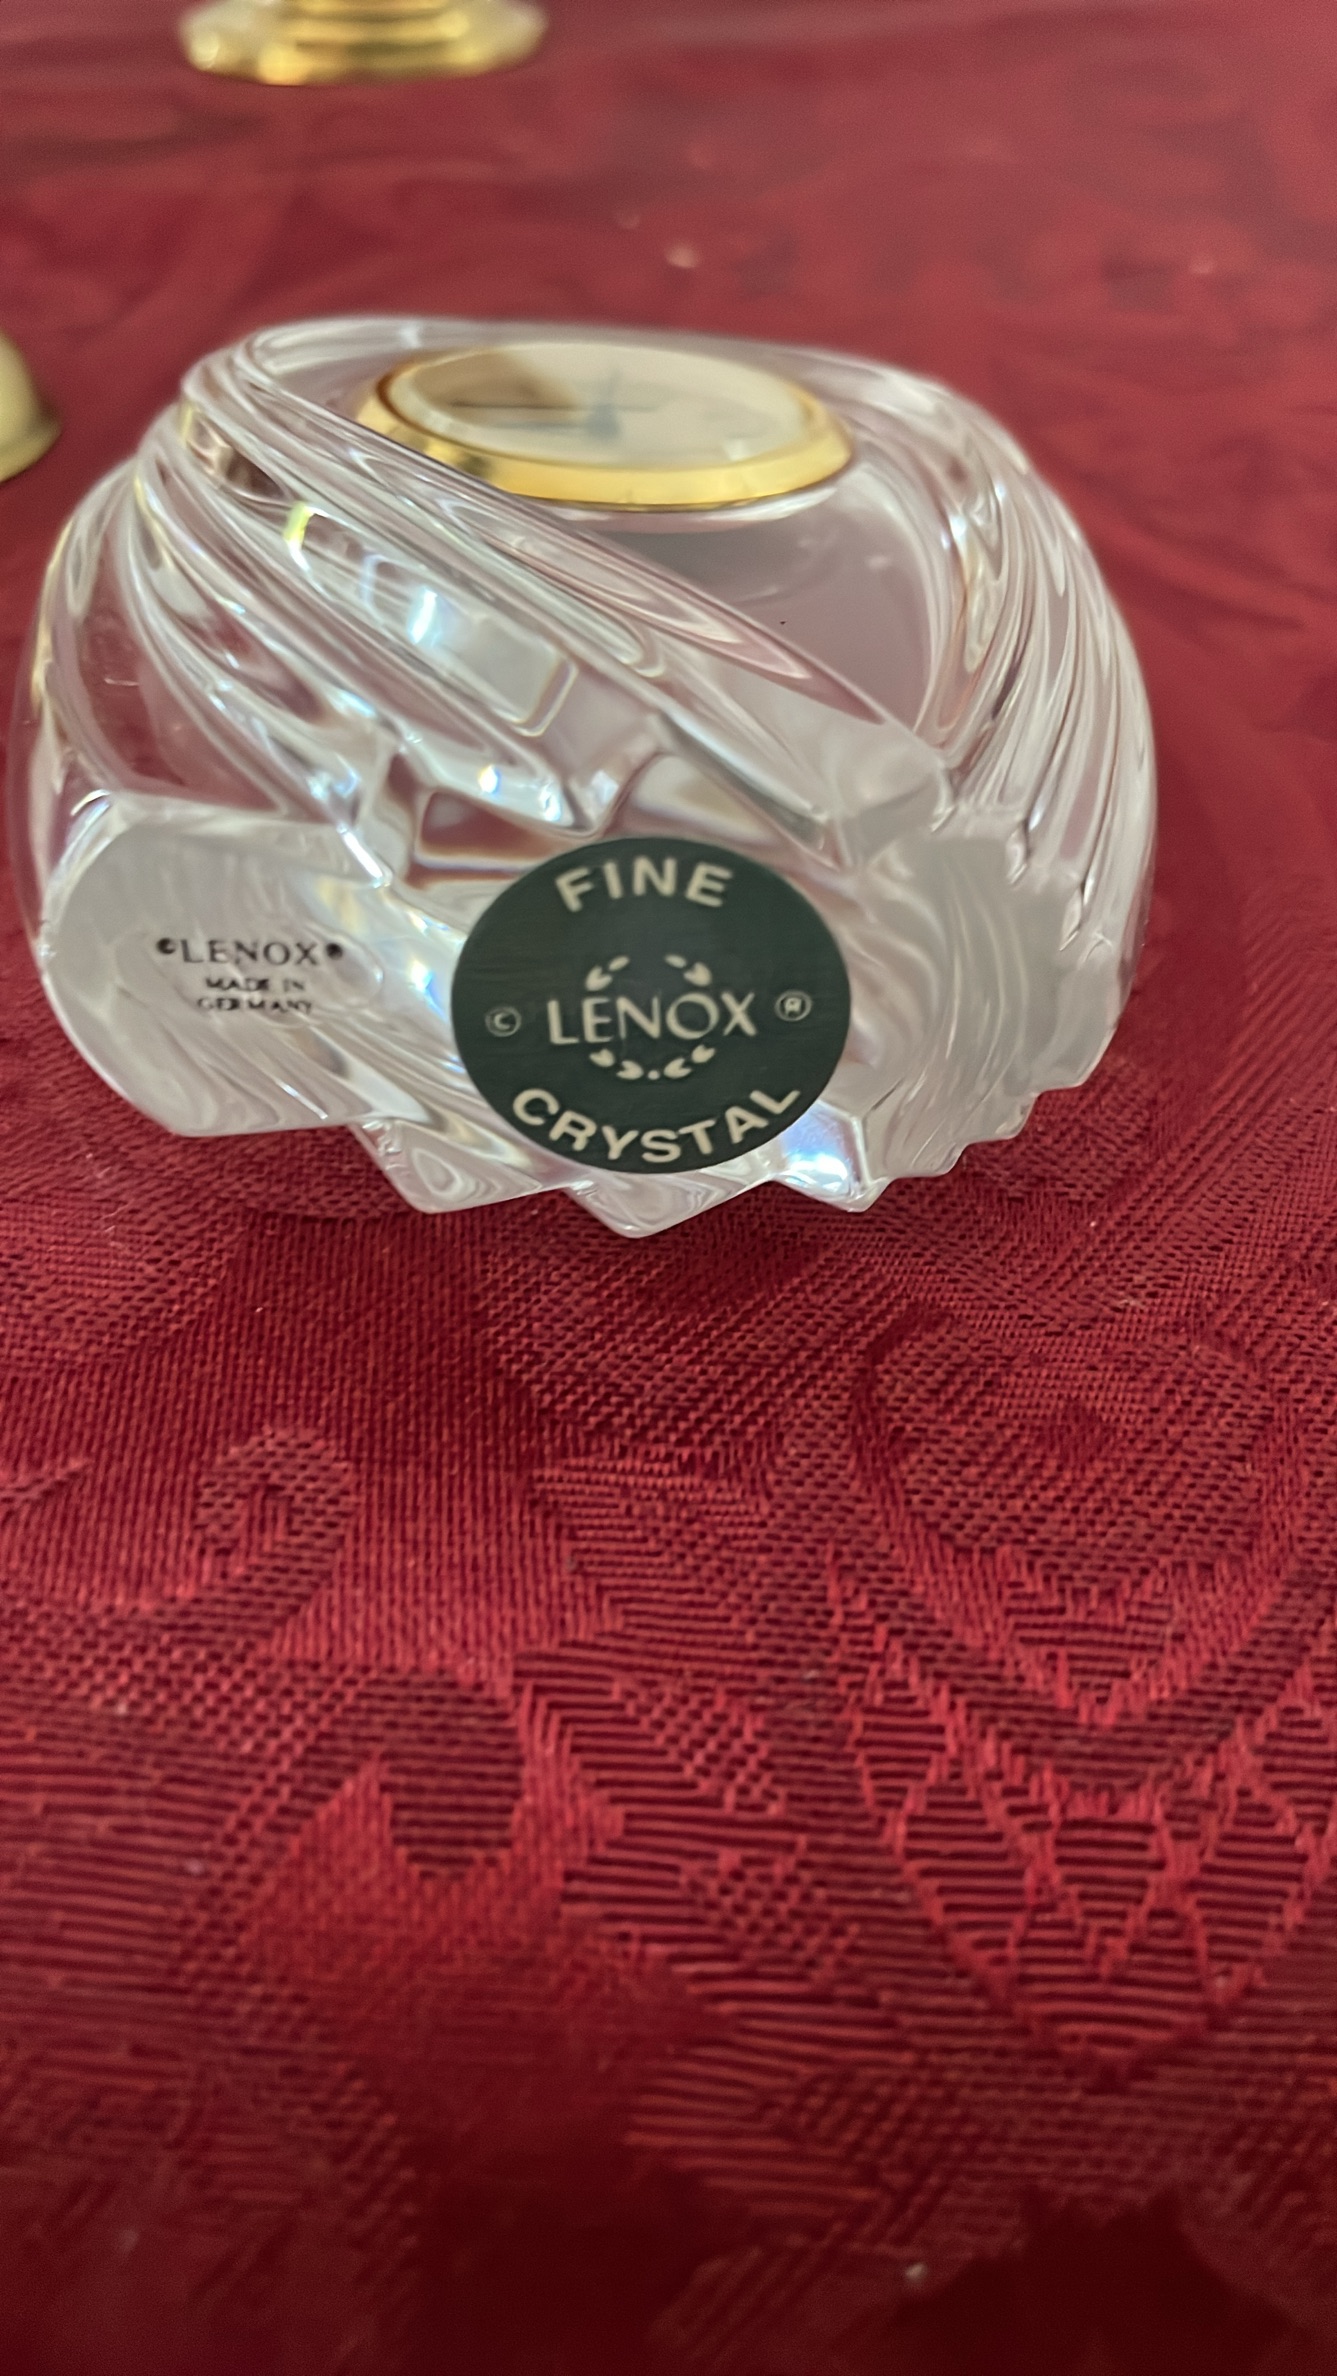 ©LENOX®
MADE IN
GERMANY
FINE
© LENOX ®
CRYSTAL